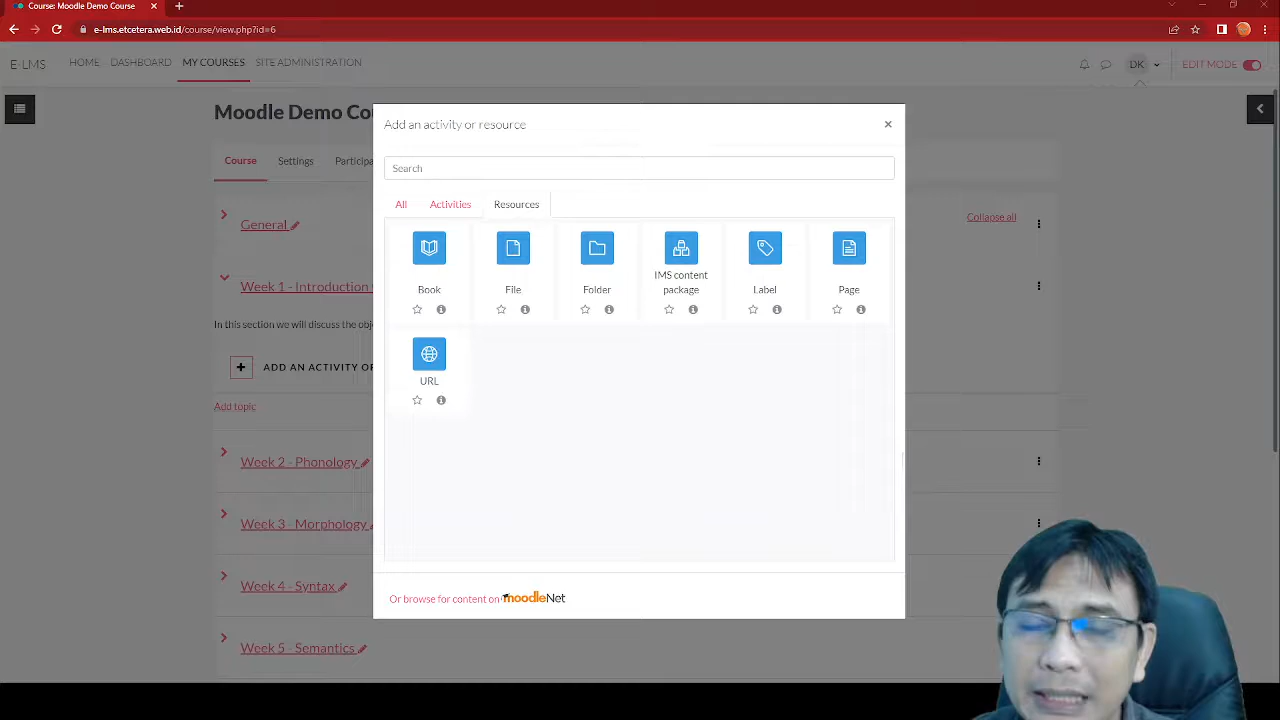 Course: Moodle Demo Course
e-lms.etcetera.web.id/course/view.php?id=6
E-LMS HOME DASHBOARD MY COURSES SITE ADMINISTRATION DK EDIT MODE
Moodle Demo Co
Course Settings Participa
General
Collapse all
Week 1 - Introduction
In this section we will discuss the obj
ADD AN ACTIVITY O
Add topic
Week 2 - Phonology
Week 3 - Morphology
Week 4 - Syntax
Week 5 - Semantics
Add an activity or resource
Search
All Activities Resources
Book
File
Folder
IMS content
package
Label
Page
URL
Or browse for content on moodleNet